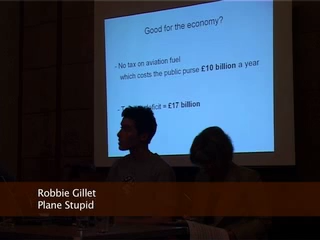 Good for the economy?
- No tax on aviation fuel
which costs the public purse £10 billion a year
deficit = £17 billion
Robbie Gillet
Plane Stupid